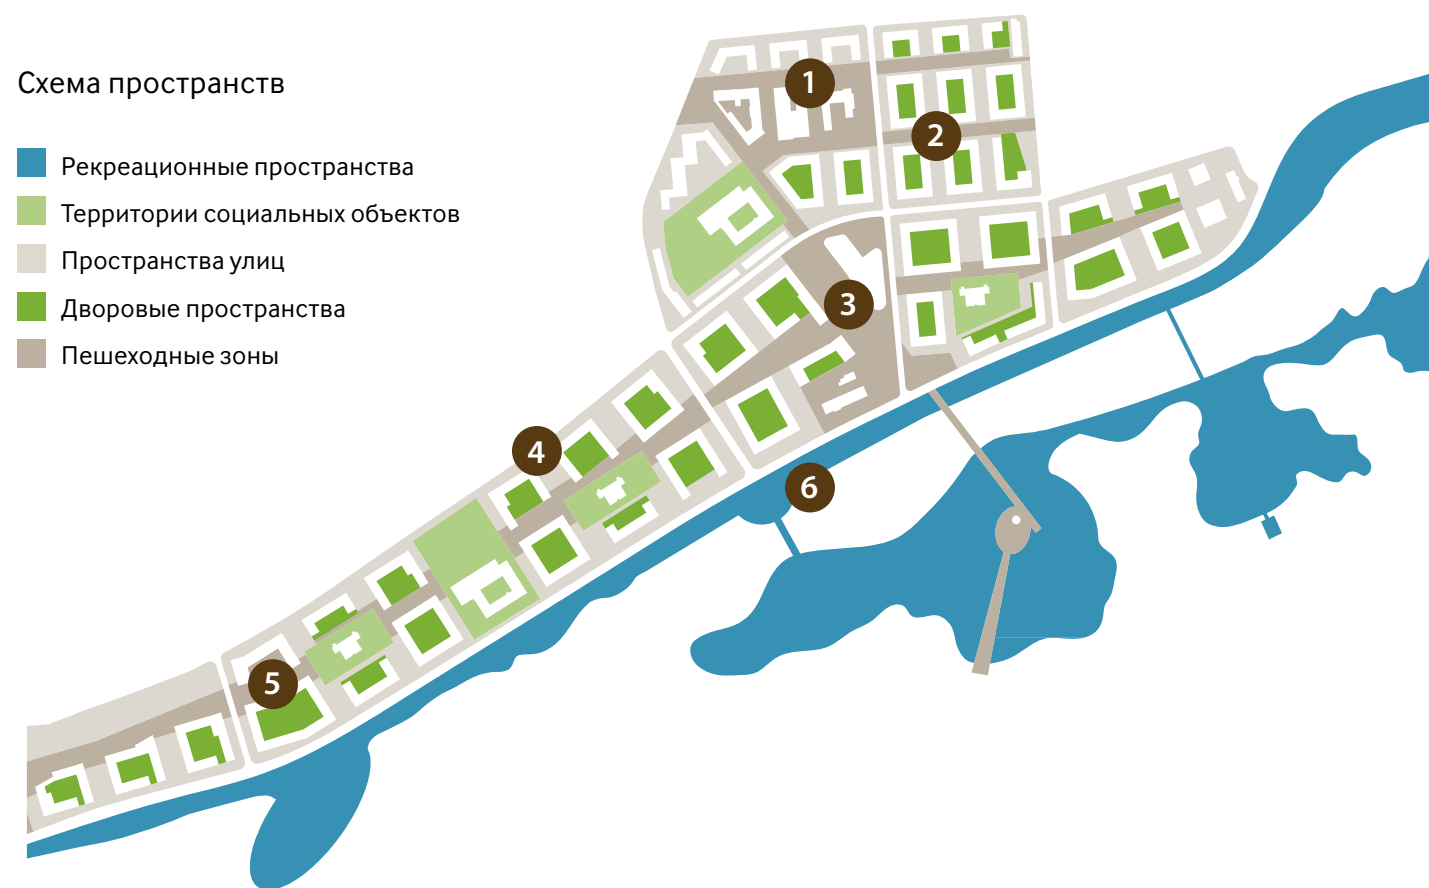 Схема пространств
Рекреационные пространства
Территории социальных объектов
Пространства улиц
Дворовые пространства
Пешеходные зоны
1
2
3
4
5
6